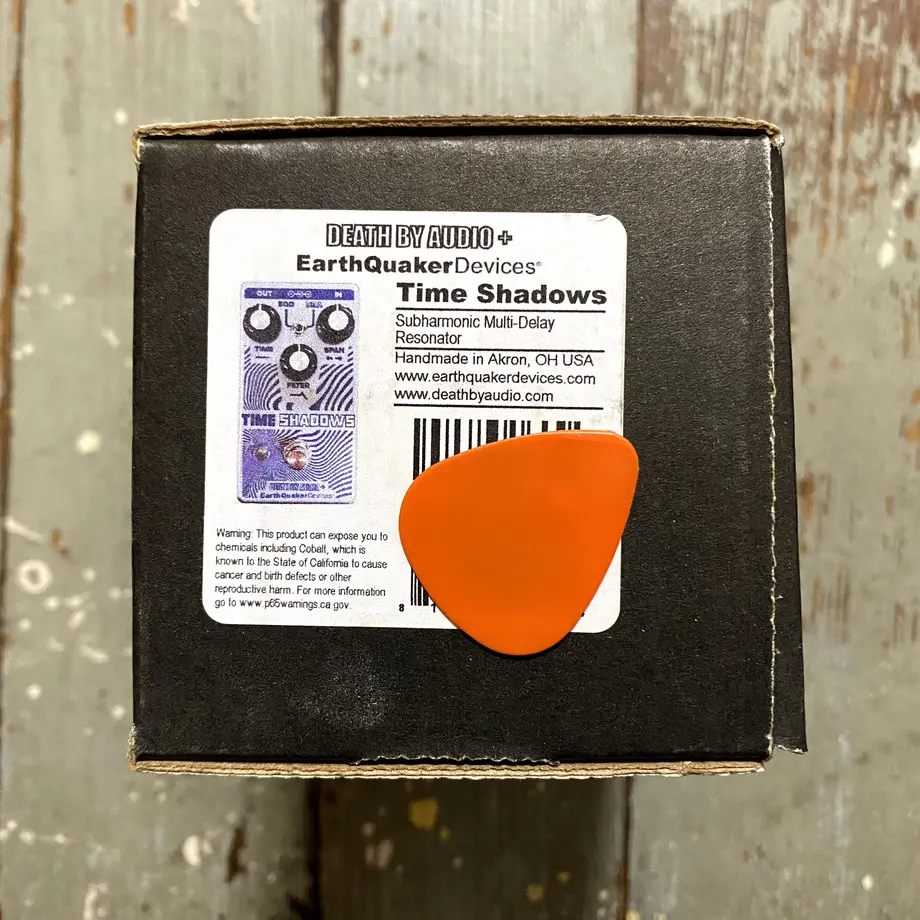 DEATH BY AUDIO +
EarthQuakerDevices®
Time Shadows
Subharmonic Multi-Delay
Resonator
Handmade in Akron, OH USA
www.earthquakerdevices.com
www.deathbyaudio.com
OUT IN
TIME SPAN
FILTER
TIME SHADOWS
EarthQuakerDevices
Warning: This product can expose you to
chemicals including Cobalt, which is
known to the State of California to cause
cancer and birth defects or other
reproductive harm. For more information
go to www.p65warnings.ca.gov.
8